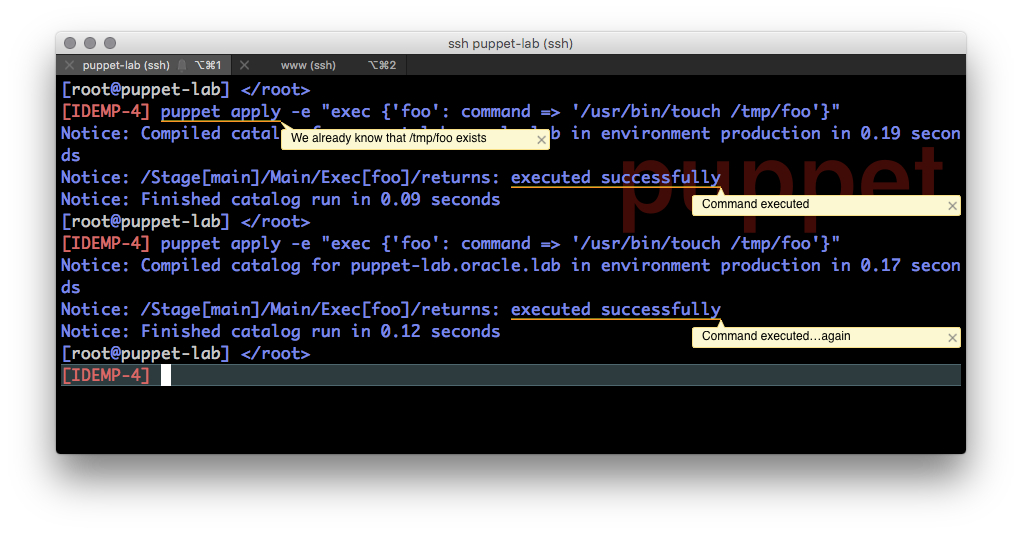 ssh puppet-lab (ssh)
puppet-lab (ssh) ⌥⌘1 www (ssh) ⌥⌘2
[root@puppet-lab] </root>
[IDEMP-4] puppet apply -e "exec {'foo': command => '/usr/bin/touch /tmp/foo'}"
Notice: Compiled catalo in environment production in 0.19 secon
We already know that /tmp/foo exists
ds
puppet
Notice: /Stage[main]/Main/Exec[foo]/returns: executed successfully
Notice: Finished catalog run in 0.09 seconds
Command executed
[root@puppet-lab] </root>
[IDEMP-4] puppet apply -e "exec {'foo': command => '/usr/bin/touch /tmp/foo'}"
Notice: Compiled catalog for puppet-lab.oracle.lab in environment production in 0.17 secon
ds
Notice: /Stage[main]/Main/Exec[foo]/returns: executed successfully
Notice: Finished catalog run in 0.12 seconds
Command executed…again
[root@puppet-lab] </root>
[IDEMP-4]